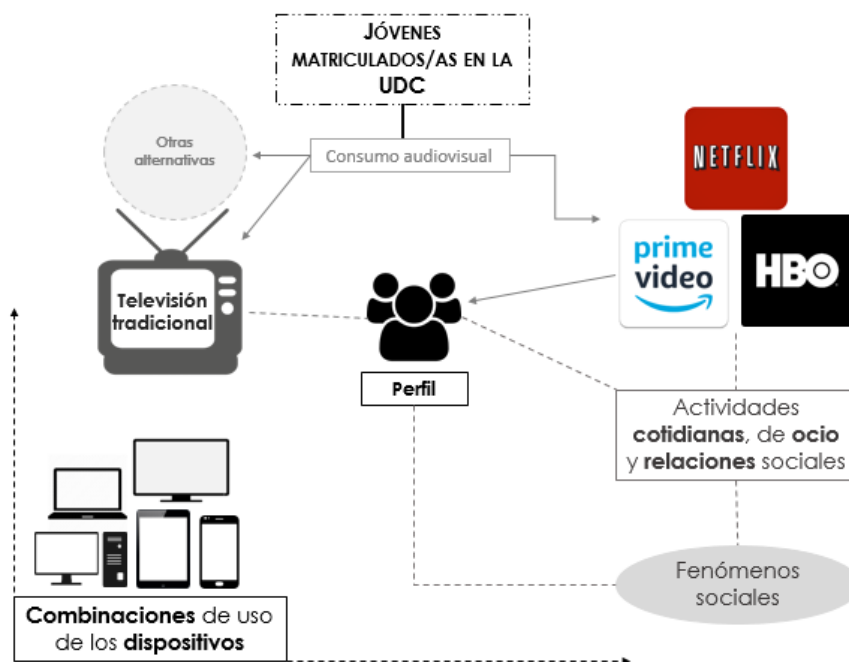 JÓVENES
MATRICULADOS/AS EN LA
UDC
Otras
alternativas
Consumo audiovisual
NETFLIX
prime
video
HBO
Televisión
tradicional
Perfil
Actividades
cotidianas, de ocio
y relaciones sociales
Fenómenos
sociales
Combinaciones de uso
de los dispositivos